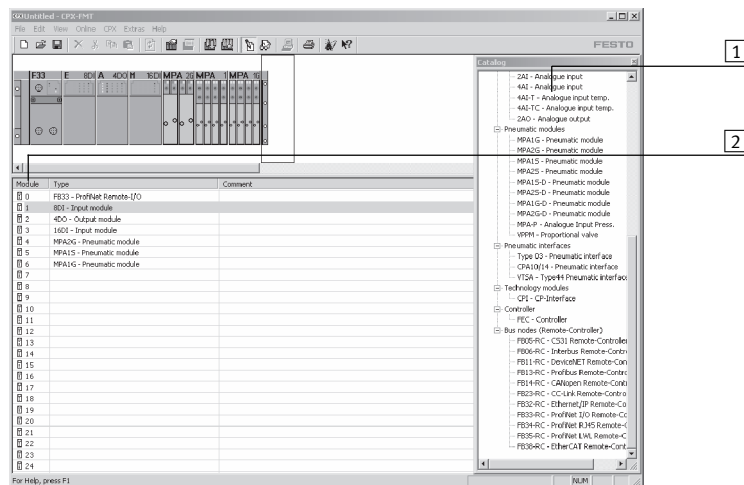 Untitled - CPX-FMT
File Edit View Online CPX Extras Help
FESTO
Catalog
F33 E 8DI A 4DO M 16DI MPA 2G MPA 1 MPA 1G
2AI - Analogue input
4AI - Analogue input
4AI-T - Analogue input temp.
4AI-TC - Analogue input temp.
2AO - Analogue output
Pneumatic modules
MPA1G - Pneumatic module
MPA2G - Pneumatic module
MPA1S - Pneumatic module
MPA2S - Pneumatic module
MPA1S-D - Pneumatic module
MPA2S-D - Pneumatic module
MPA1G-D - Pneumatic module
MPA2G-D - Pneumatic module
MPA-P - Analogue Input Press.
VPPM - Proportional valve
Pneumatic interfaces
Type 03 - Pneumatic interface
CPA10/14 - Pneumatic interface
VTSA - Type44 Pneumatic interface
Technology modules
CPI - CP-Interface
Controller
FEC - Controller
Bus nodes (Remote-Controller)
FB05-RC - CS31 Remote-Controller
FB06-RC - Interbus Remote-Contr
FB11-RC - DeviceNET Remote-Con
FB13-RC - Profibus Remote-Contro
FB14-RC - CANopen Remote-Contr
FB23-RC - CC-Link Remote-Contro
FB32-RC - Ethernet/IP Remote-Co
FB33-RC - ProfiNet I/O Remote-Co
FB34-RC - ProfiNet RJ45 Remote-C
FB35-RC - ProfiNet LWL Remote-C
FB38-RC - EtherCAT Remote-Cont
1
2
Module Type Comment
0 FB33 - ProfiNet Remote-I/O
1 8DI - Input module
2 4DO - Output module
3 16DI - Input module
4 MPA2G - Pneumatic module
5 MPA1S - Pneumatic module
6 MPA1G - Pneumatic module
7
8
9
10
11
12
13
14
15
16
17
18
19
20
21
22
23
24
For Help, press F1
NUM